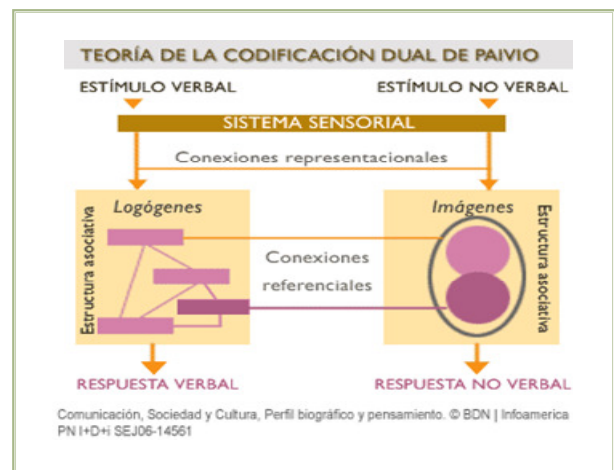 TEORÍA DE LA CODIFICACIÓN DUAL DE PAIVIO
ESTÍMULO VERBAL
ESTÍMULO NO VERBAL
SISTEMA SENSORIAL
Conexiones representacionales
Logógenes
Imágenes
Estructura asociativa
Estructura asociativa
Conexiones
referenciales
RESPUESTA VERBAL
RESPUESTA NO VERBAL
Comunicación, Sociedad y Cultura, Perfil biográfico y pensamiento. © BDN | Infoamerica
PN I+D+i SEJ06-14561